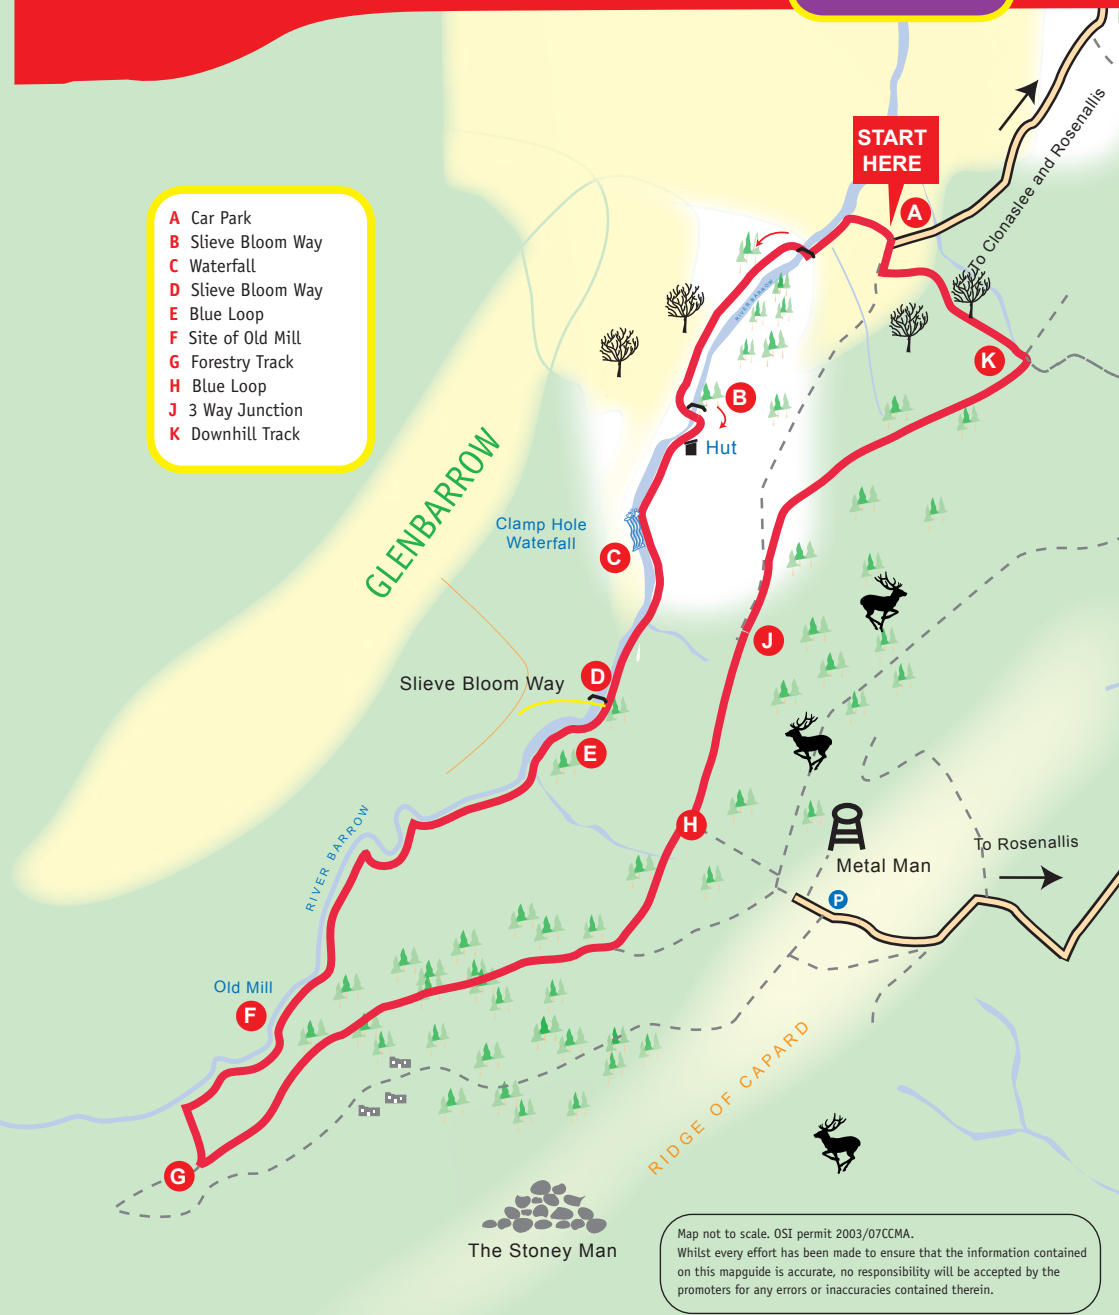 START
HERE
A
To Clonaslee and Rosenallis
A Car Park
B Slieve Bloom Way
C Waterfall
D Slieve Bloom Way
E Blue Loop
F Site of Old Mill
G Forestry Track
H Blue Loop
J 3 Way Junction
K Downhill Track
RIVER BARROW
K
B
Hut
GLENBARROW
Clamp Hole
Waterfall
C
J
D
Slieve Bloom Way
E
H
RIVER BARROW
Metal Man
To Rosenallis
P
Old Mill
F
RIDGE OF CAPARD
G
The Stoney Man
Map not to scale. OSI permit 2003/07CCMA.
Whilst every effort has been made to ensure that the information contained
on this mapguide is accurate, no responsibility will be accepted by the
promoters for any errors or inaccuracies contained therein.